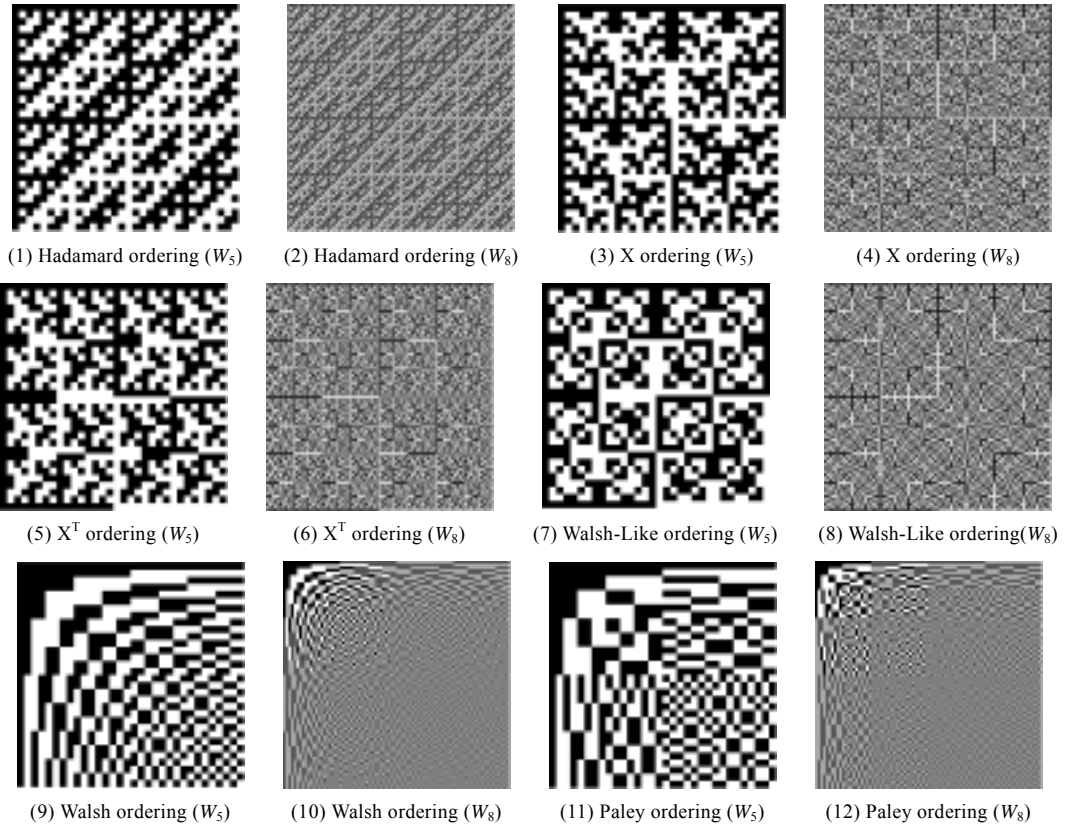 (1) Hadamard ordering (W5)
(2) Hadamard ordering (W8)
(3) X ordering (W5)
(4) X ordering (W8)
(5) X^T ordering (W5)
(6) X^T ordering (W8)
(7) Walsh-Like ordering (W5)
(8) Walsh-Like ordering(W8)
(9) Walsh ordering (W5)
(10) Walsh ordering (W8)
(11) Paley ordering (W5)
(12) Paley ordering (W8)